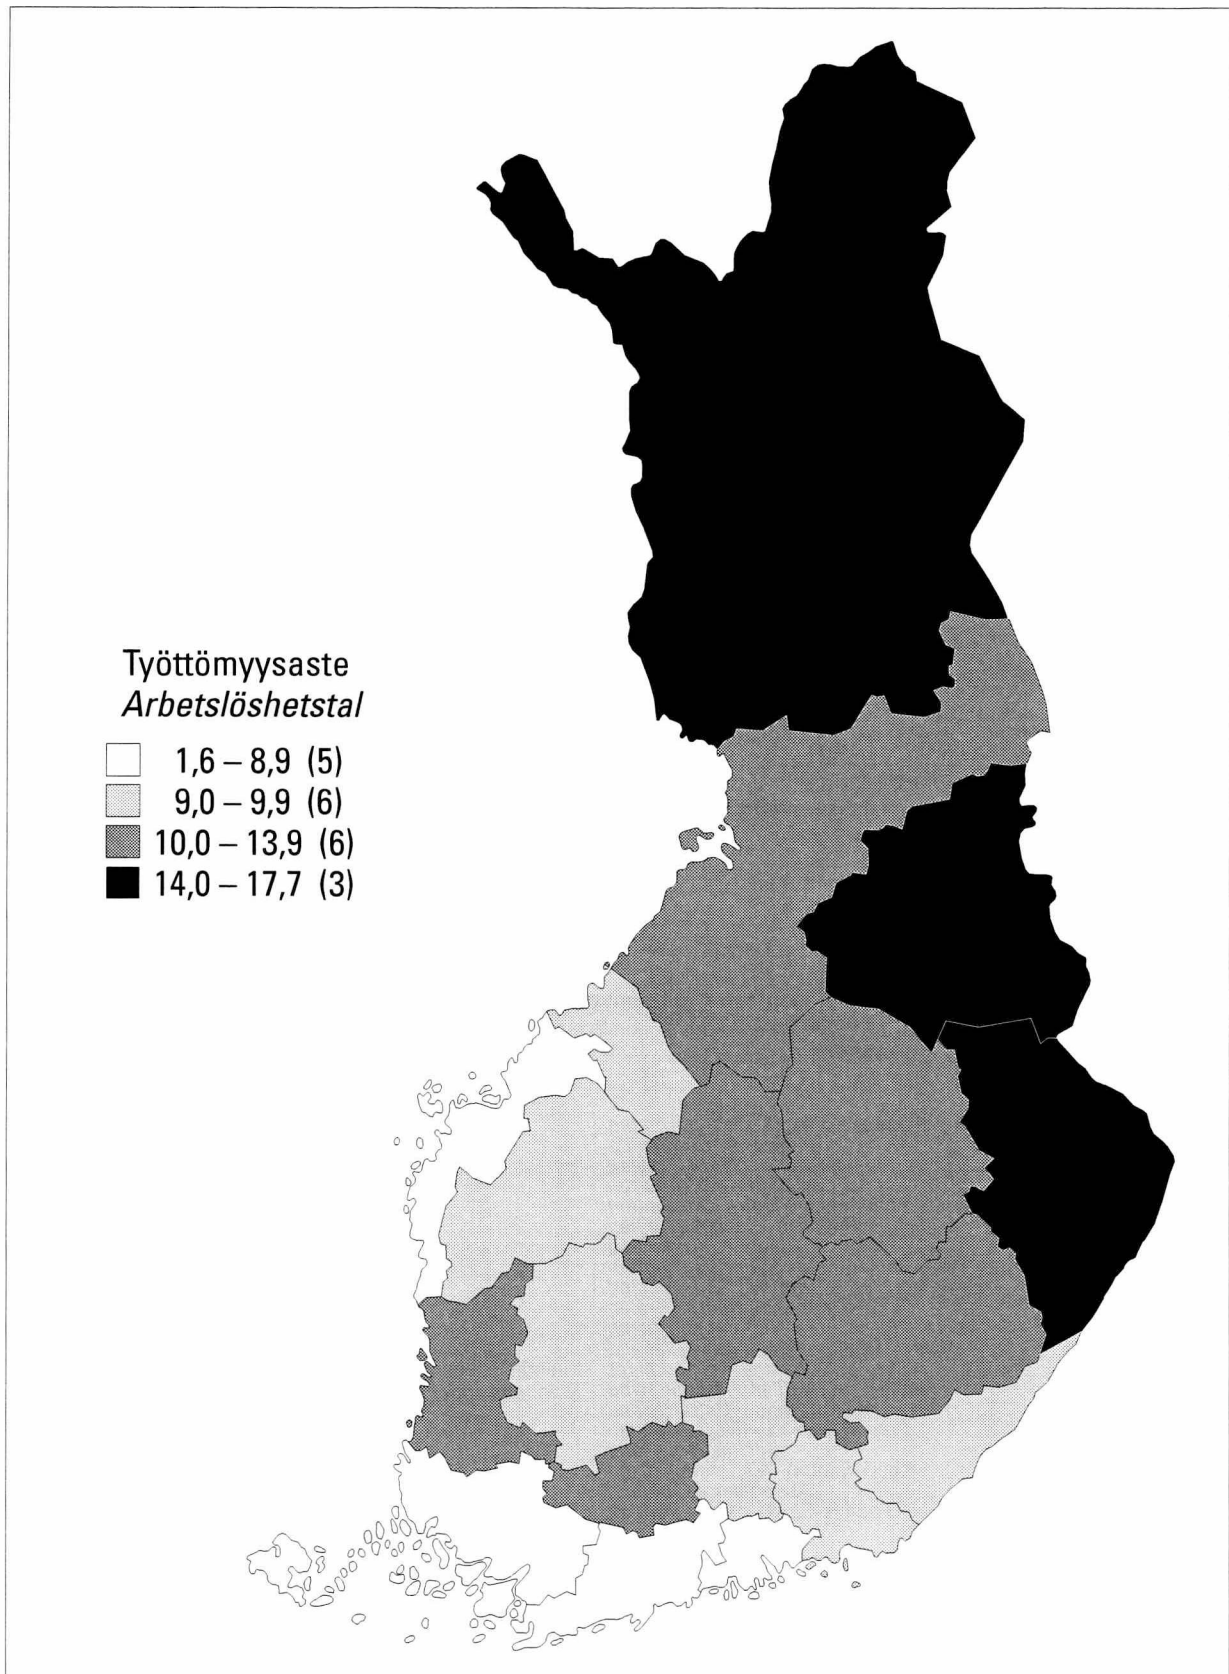 Työttömyysaste
Arbetslöshetstal
1,6 – 8,9 (5)
9,0 – 9,9 (6)
10,0 – 13,9 (6)
14,0 – 17,7 (3)